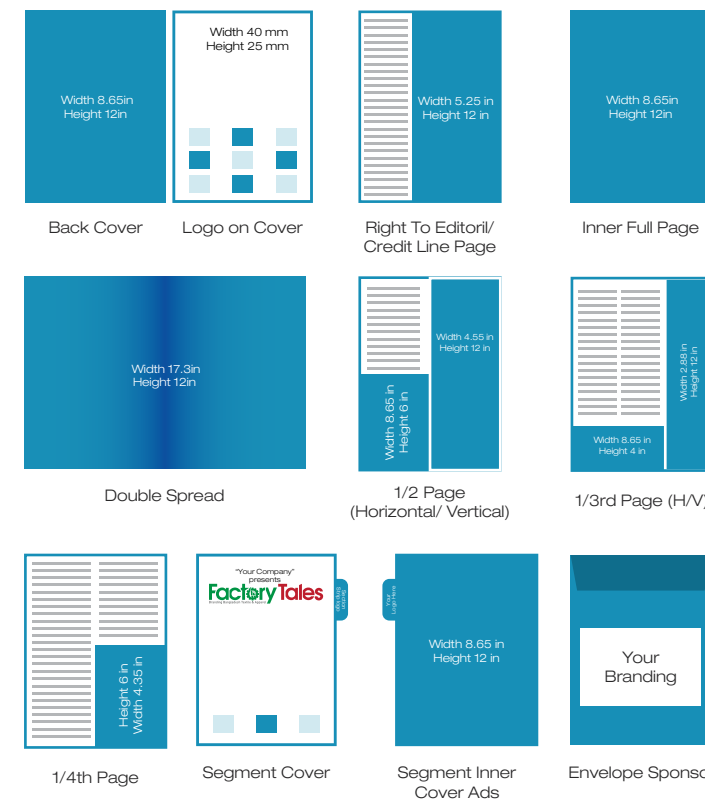 Width 8.65in
Height 12in
Back Cover
Width 40 mm
Height 25 mm
Logo on Cover
Width 5.25 in
Height 12 in
Right To Editoril/
Credit Line Page
Width 8.65in
Height 12in
Inner Full Page
Width 17.3in
Height 12in
Double Spread
Width 4.55 in
Height 12 in
Width 8.65 in
Height 6 in
1/2 Page
(Horizontal/ Vertical)
Width 2.88 in
Height 12 in
Width 8.65 in
Height 4 in
1/3rd Page (H/V)
Height 6 in
Width 4.35 in
1/4th Page
"Your Company"
presents
Factory Tales
Section
Segment Cover
Your
Logo Here
Width 8.65 in
Height 12 in
Segment Inner
Cover Ads
Your
Branding
Envelope Sponso